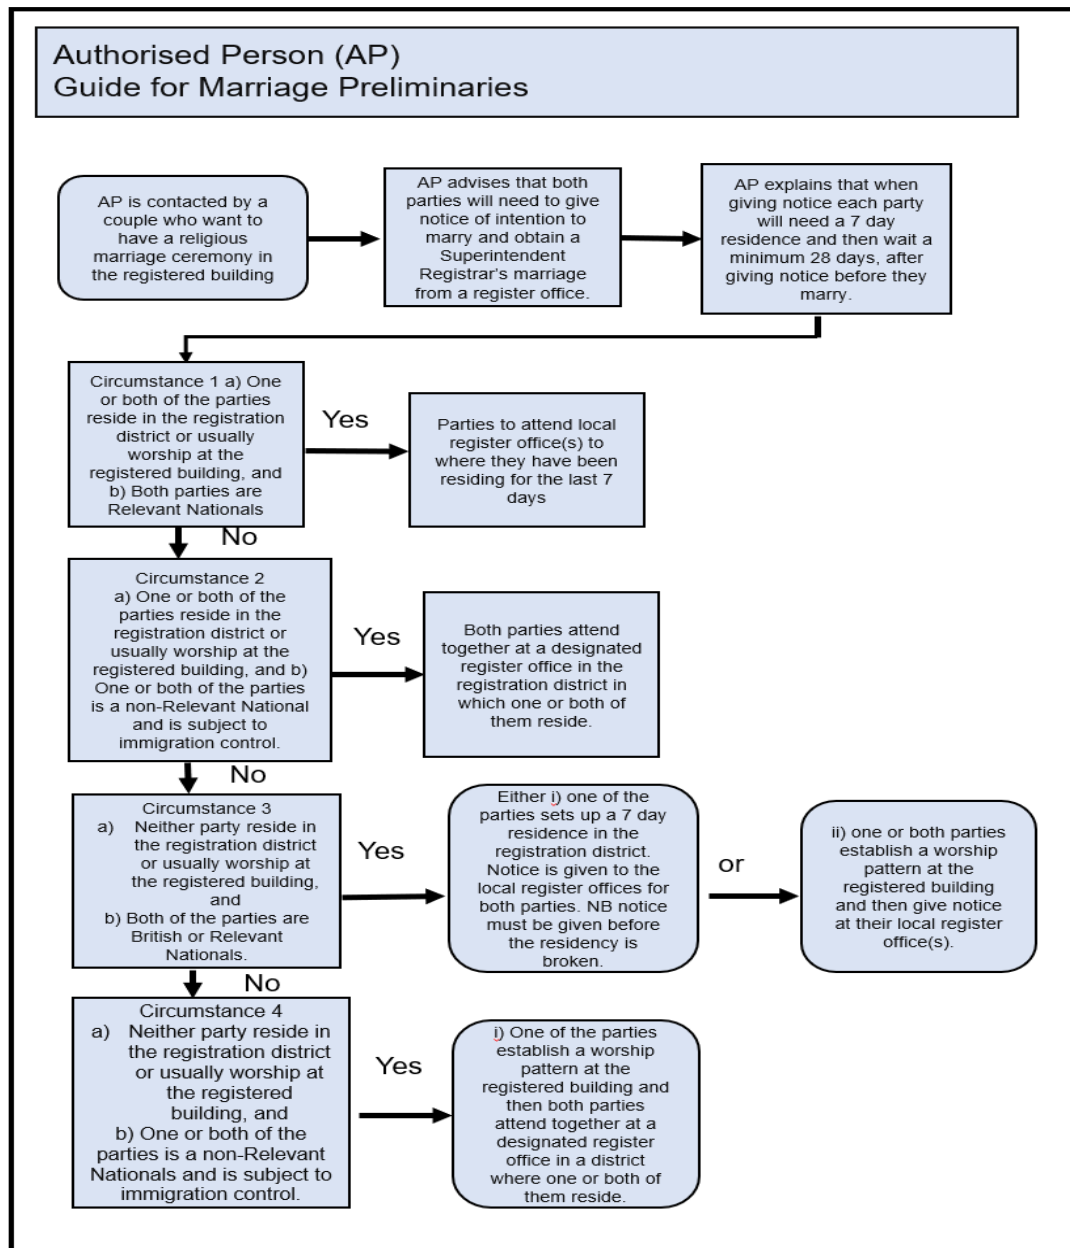 Authorised Person (AP)
Guide for Marriage Preliminaries
AP is contacted by a
couple who want to
have a religious
marriage ceremony in
the registered building
AP advises that both
parties will need to give
notice of intention to
marry and obtain a
Superintendent
Registrar’s marriage
from a register office.
AP explains that when
giving notice each party
will need a 7 day
residence and then wait a
minimum 28 days, after
giving notice before they
marry.
Circumstance 1 a) One
or both of the parties
reside in the registration
district or usually
worship at the
registered building, and
b) Both parties are
Relevant Nationals
Yes
Parties to attend local
register office(s) to
where they have been
residing for the last 7
days
No
Circumstance 2
a) One or both of the
parties reside in the
registration district or
usually worship at the
registered building, and b)
One or both of the parties
is a non-Relevant National
and is subject to
immigration control.
Yes
Both parties attend
together at a designated
register office in the
registration district in
which one or both of
them reside.
No
Circumstance 3
a) Neither party reside in
the registration district
or usually worship at
the registered building,
and
b) Both of the parties are
British or Relevant
Nationals.
Yes
Either i) one of the
parties sets up a 7 day
residence in the
registration district.
Notice is given to the
local register offices for
both parties. NB notice
must be given before
the residency is
broken.
or
ii) one or both parties
establish a worship
pattern at the
registered building
and then give notice
at their local register
office(s).
No
Circumstance 4
a) Neither party reside in
the registration district
or usually worship at
the registered
building, and
b) One or both of the
parties is a non-Relevant
Nationals and is subject to
immigration control.
Yes
i) One of the parties
establish a worship
pattern at the
registered building and
then both parties
attend together at a
designated register
office in a district
where one or both of
them reside.